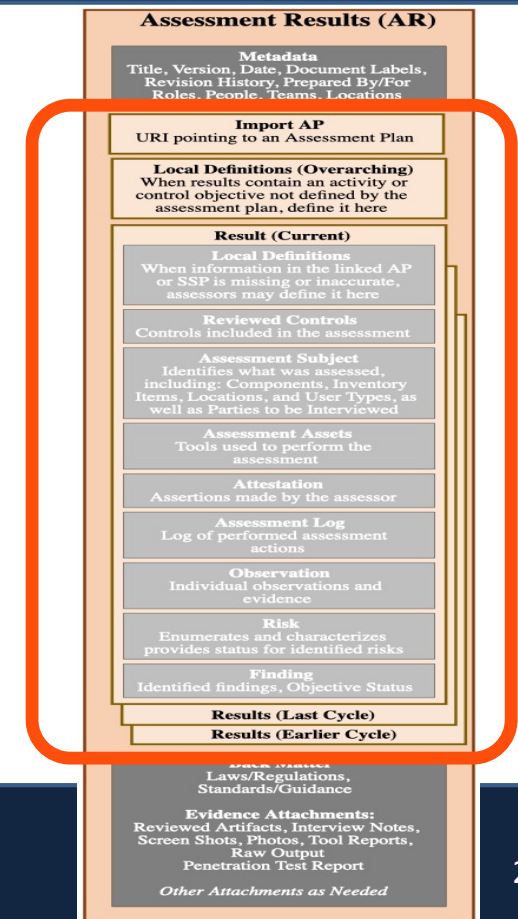 Assessment Results (AR)
Metadata
Title, Version, Date, Document Labels,
Revision History, Prepared By/For
Roles, People, Teams, Locations
Import AP
URI pointing to an Assessment Plan
Local Definitions (Overarching)
When results contain an activity or
control objective not defined by the
assessment plan, define it here
Result (Current)
Local Definitions
When information in the linked AP
or SSP is missing or inaccurate,
assessors may define it here
Reviewed Controls
Controls included in the assessment
Assessment Subject
Identifies what was assessed,
including: Components, Inventory
Items, Locations, and User Types, as
well as Parties to be Interviewed
Assessment Assets
Tools used to perform the
assessment
Attestation
Assertions made by the assessor
Assessment Log
Log of performed assessment
actions
Observation
Individual observations and
evidence
Risk
Enumerates and characterizes
provides status for identified risks
Finding
Identified findings, Objective Status
Results (Last Cycle)
Results (Earlier Cycle)
Back Matter
Laws/Regulations,
Standards/Guidance
Evidence Attachments:
Reviewed Artifacts, Interview Notes,
Screen Shots, Photos, Tool Reports,
Raw Output
Penetration Test Report
Other Attachments as Needed